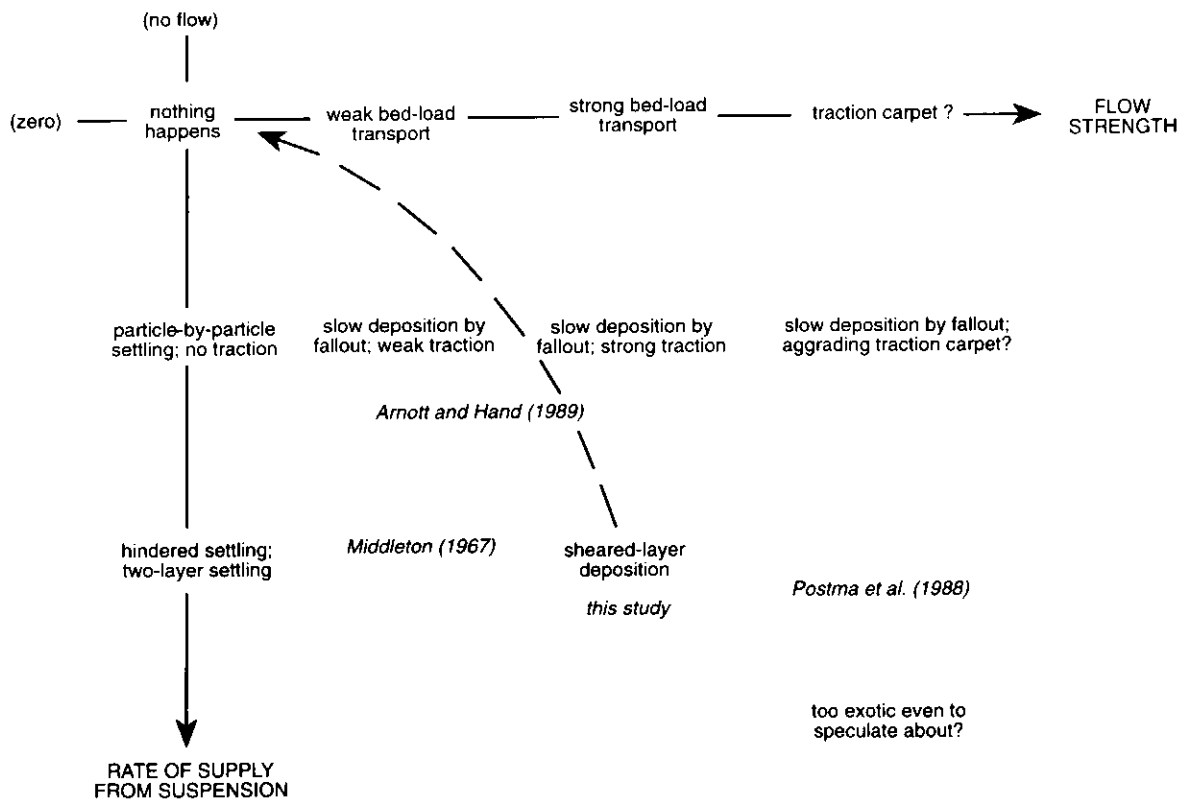 (no flow)
(zero)
nothing
happens
weak bed-load
transport
strong bed-load
transport
traction carpet ?
FLOW
STRENGTH
particle-by-particle
settling; no traction
slow deposition by
fallout; weak traction
slow deposition by
fallout; strong traction
slow deposition by fallout;
aggrading traction carpet?
Arnott and Hand (1989)
hindered settling;
two-layer settling
Middleton (1967)
sheared-layer
deposition
this study
Postma et al. (1988)
too exotic even to
speculate about?
RATE OF SUPPLY
FROM SUSPENSION